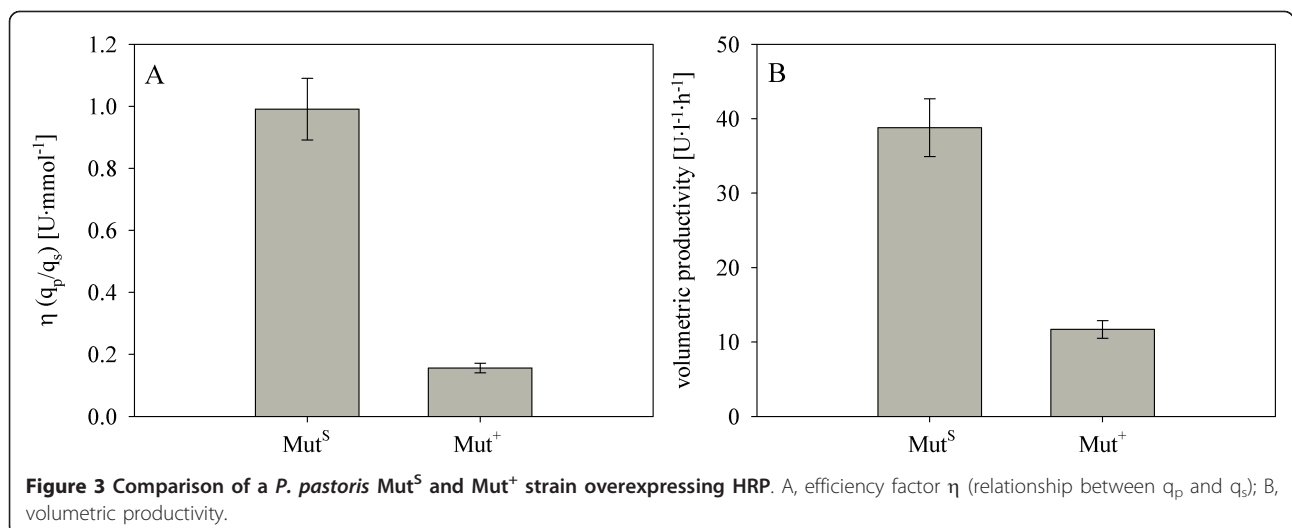 A
η (qp/qs) [U·mmol-1]
1.2
1.0
0.8
0.6
0.4
0.2
0.0
MutS
Mut+
B
volumetric productivity [U·l-1·h-1]
50
40
30
20
10
0
MutS
Mut+
Figure 3 Comparison of a P. pastoris MutS and Mut+ strain overexpressing HRP. A, efficiency factor η (relationship between qp and qs); B,
volumetric productivity.